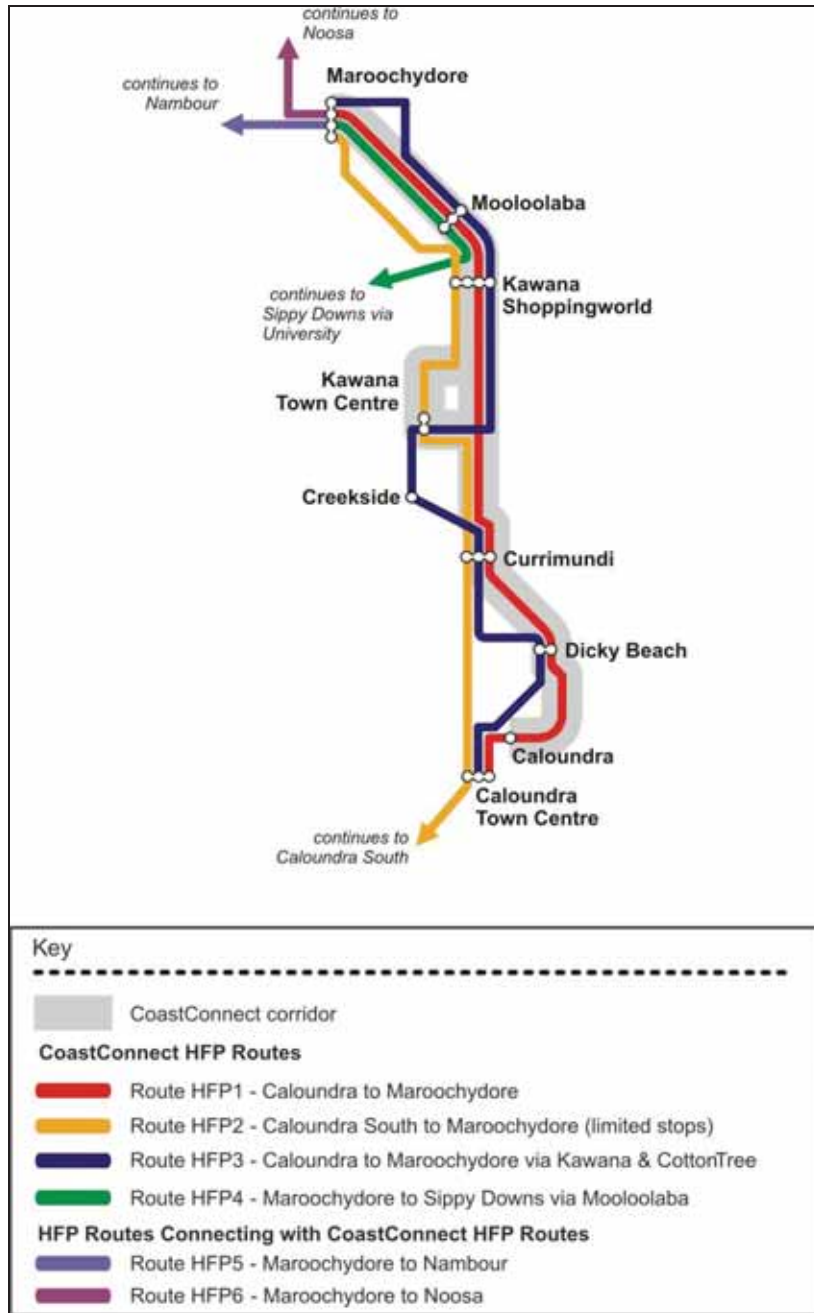 continues to
Noosa
Maroochydore
continues to
Nambour
Mooloolaba
Kawana
Shoppingworld
continues to
Sippy Downs via
University
Kawana
Town Centre
Creekside
Currimundi
Dicky Beach
Caloundra
Caloundra
Town Centre
continues to
Caloundra South
Key
CoastConnect corridor
CoastConnect HFP Routes
Route HFP1 - Caloundra to Maroochydore
Route HFP2 - Caloundra South to Maroochydore (limited stops)
Route HFP3 - Caloundra to Maroochydore via Kawana & CottonTree
Route HFP4 - Maroochydore to Sippy Downs via Mooloolaba
HFP Routes Connecting with CoastConnect HFP Routes
Route HFP5 - Maroochydore to Nambour
Route HFP6 - Maroochydore to Noosa